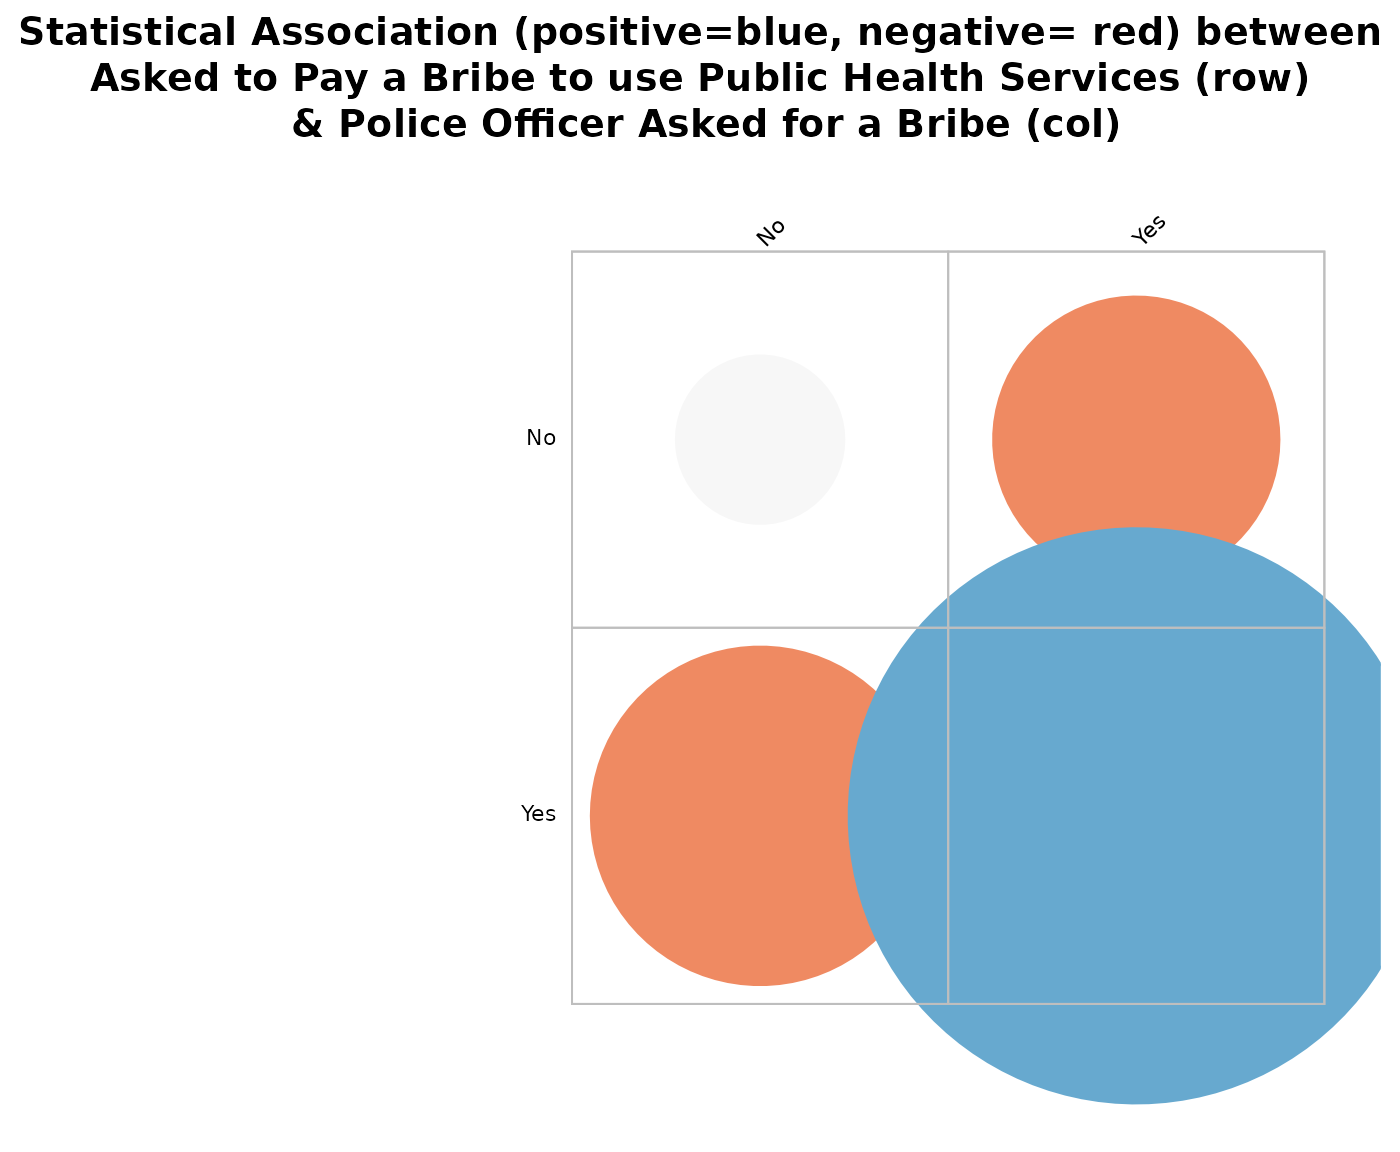 Statistical Association (positive=blue, negative= red) between
Asked to Pay a Bribe to use Public Health Services (row)
& Police Officer Asked for a Bribe (col)
No
Yes
No
Yes